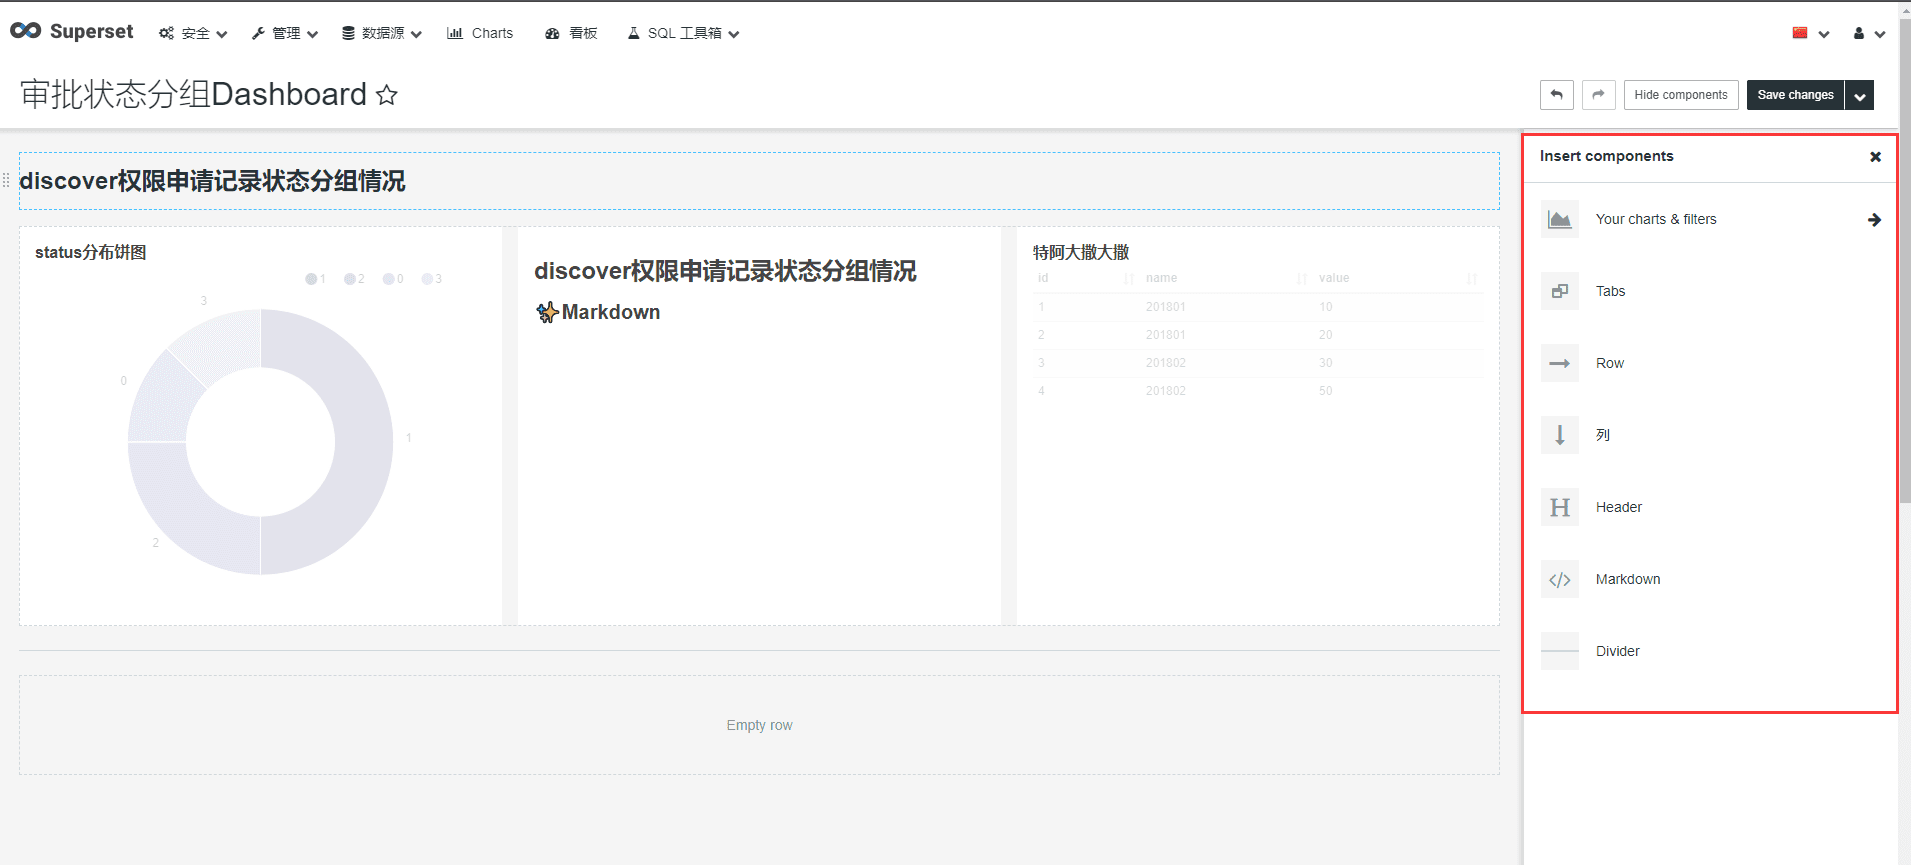 Superset 安全 管理 数据源 Charts 看板 SQL 工具箱
审批状态分组Dashboard
Hide components
Save changes
discover权限申请记录状态分组情况
status分布饼图
1 2 0 3
3
0
1
2
discover权限申请记录状态分组情况
Markdown
特阿大撒大撒
id name value
1 201801 10
2 201801 20
3 201802 30
4 201802 50
Empty row
Insert components
Your charts & filters
Tabs
Row
列
Header
Markdown
Divider